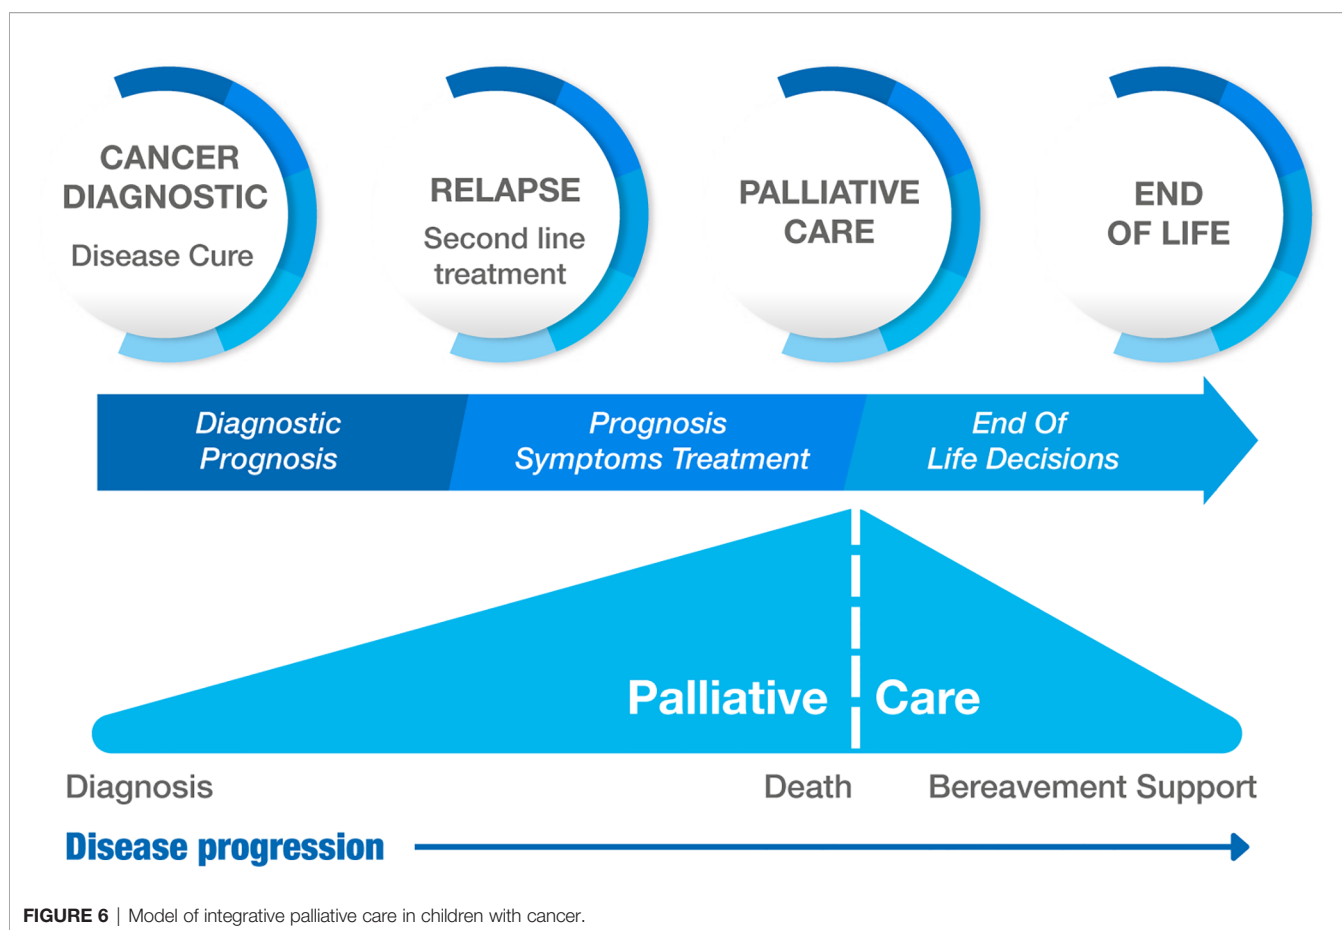 CANCER
DIAGNOSTIC
Disease Cure
RELAPSE
Second line
treatment
PALLIATIVE
CARE
END
OF LIFE
Diagnostic
Prognosis
Prognosis
Symptoms Treatment
End Of
Life Decisions
Palliative Care
Diagnosis
Death
Bereavement Support
Disease progression
FIGURE 6 | Model of integrative palliative care in children with cancer.